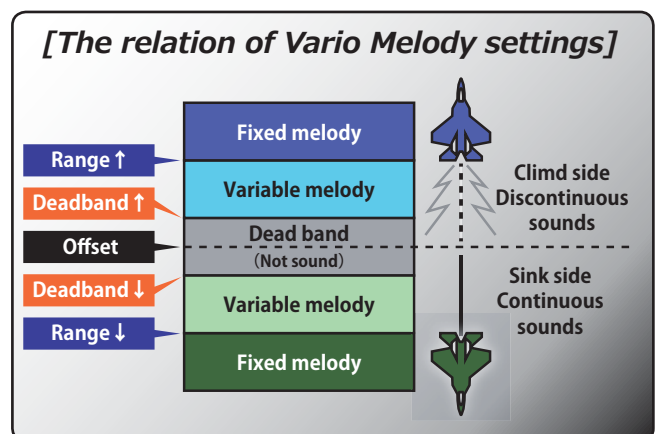 [The relation of Vario Melody settings]
Fixed melody
Range ↑
Variable melody
Climd side
Discontinuous
sounds
Deadband ↑
Dead band
Offset
(Not sound)
Sink side
Continuous
sounds
Deadband ↓
Variable melody
Range ↓
Fixed melody